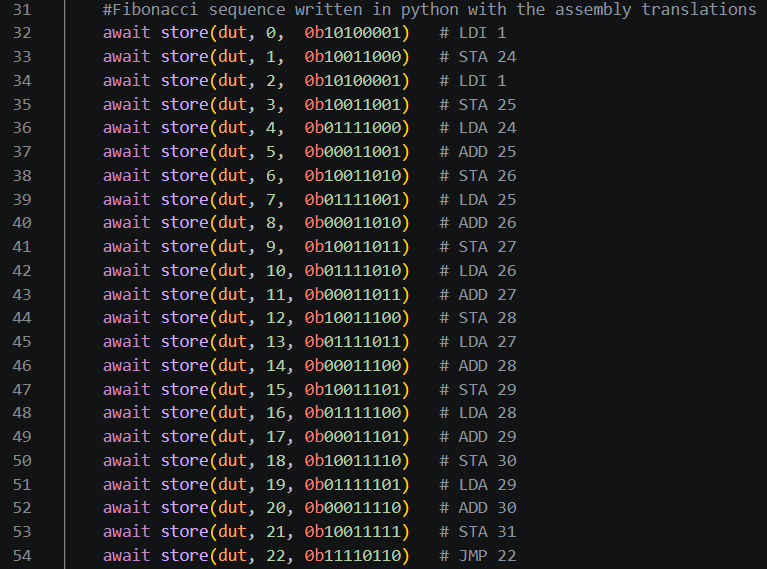 31 #Fibonacci sequence written in python with the assembly translations
32 await store(dut, 0,  0b10100001)   # LDI 1
33 await store(dut, 1,  0b10011000)   # STA 24
34 await store(dut, 2,  0b10100001)   # LDI 1
35 await store(dut, 3,  0b10011001)   # STA 25
36 await store(dut, 4,  0b01111000)   # LDA 24
37 await store(dut, 5,  0b00011001)   # ADD 25
38 await store(dut, 6,  0b10011010)   # STA 26
39 await store(dut, 7,  0b01111001)   # LDA 25
40 await store(dut, 8,  0b00011010)   # ADD 26
41 await store(dut, 9,  0b10011011)   # STA 27
42 await store(dut, 10, 0b01111010)   # LDA 26
43 await store(dut, 11, 0b00011011)   # ADD 27
44 await store(dut, 12, 0b10011100)   # STA 28
45 await store(dut, 13, 0b01111011)   # LDA 27
46 await store(dut, 14, 0b00011100)   # ADD 28
47 await store(dut, 15, 0b10011101)   # STA 29
48 await store(dut, 16, 0b01111100)   # LDA 28
49 await store(dut, 17, 0b00011101)   # ADD 29
50 await store(dut, 18, 0b10011110)   # STA 30
51 await store(dut, 19, 0b01111101)   # LDA 29
52 await store(dut, 20, 0b00011110)   # ADD 30
53 await store(dut, 21, 0b10011111)   # STA 31
54 await store(dut, 22, 0b11110110)   # JMP 22